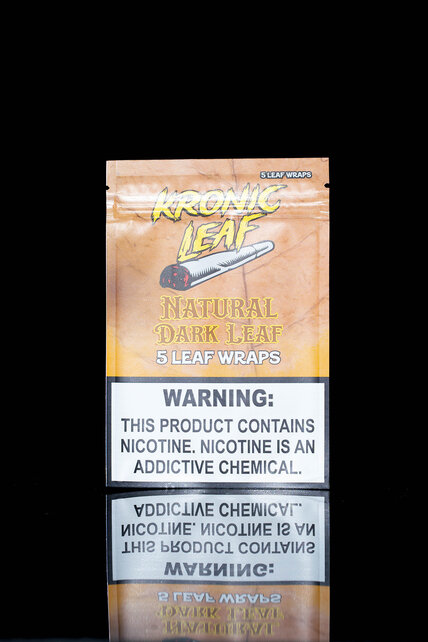 5 LEAF WRAPS
KRONIC
LEAF
NATURAL
DARK LEAF
5 LEAF WRAPS
WARNING:
THIS PRODUCT CONTAINS
NICOTINE. NICOTINE IS AN
ADDICTIVE CHEMICAL.